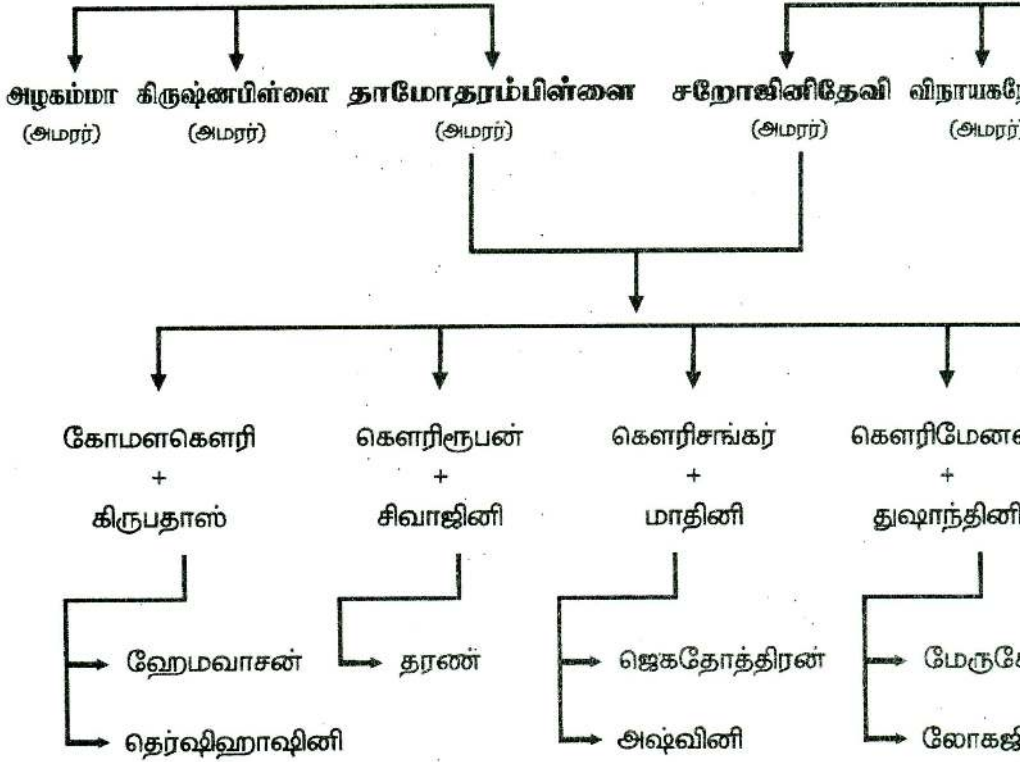 அழகம்மா கிருஷ்ணபிள்ளை தாமோதரம்பிள்ளை சறோஜினிதேவி
(அமரர்) (அமரர்) (அமரர்) (அமரர்) (அமரர்)
கோமளகௌரி கௌரிரூபன் கௌரிசங்கர்
+ + + +
கிருபதாஸ் சிவாஜினி மாதினி துஷாந்தினி
ஹேமவாசன் தரண் ஜெகதோத்திரன்
தெர்ஷிஹாஷினி அஷ்வினி